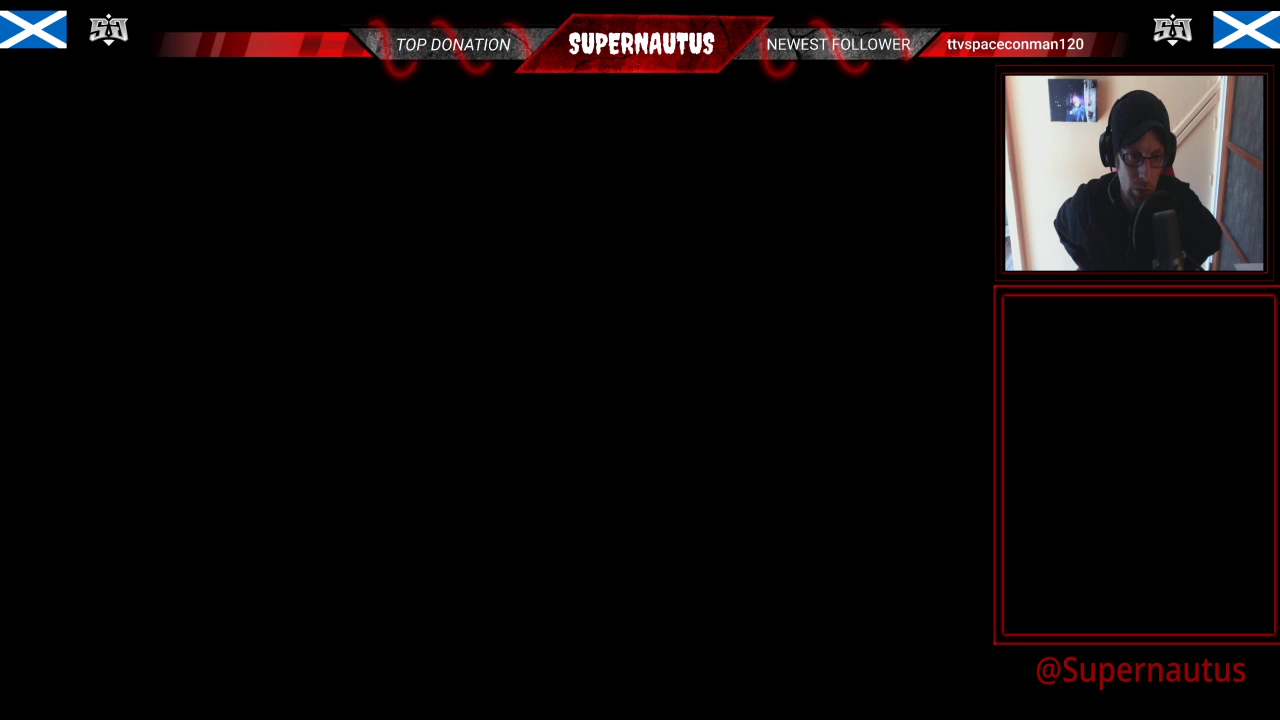 TOP DONATION
SUPERNAUTUS
NEWEST FOLLOWER
ttvspaceconman120
@Supernautus